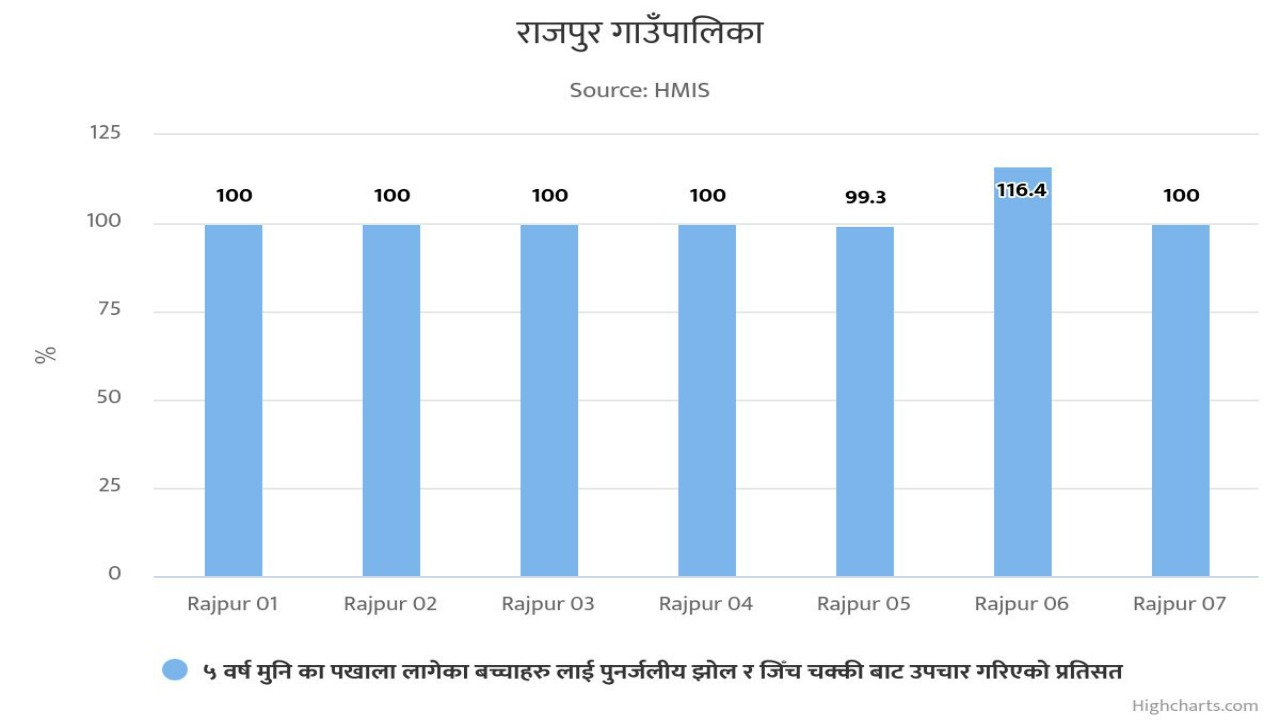 राजपुर गाउँपालिका
Source: HMIS
125
100
75
50
25
0
%
100 100 100 100 99.3 116.4 100
Rajpur 01 Rajpur 02 Rajpur 03 Rajpur 04 Rajpur 05 Rajpur 06 Rajpur 07
५ वर्ष मुनि का पखाला लागेका बच्चाहरु लाई पुनर्जलीय झोल र जिँच चक्की बाट उपचार गरिएको प्रतिसत
Highcharts.com